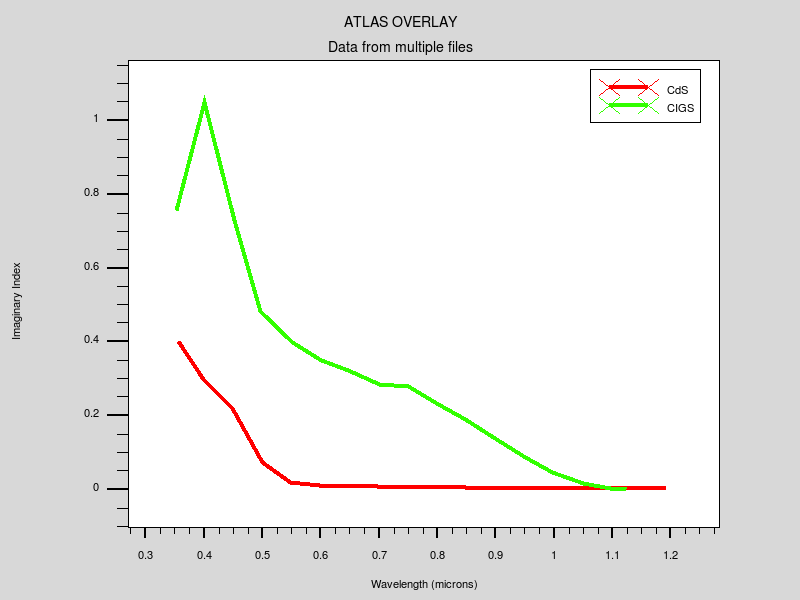 ATLAS OVERLAY
Data from multiple files
CdS
CIGS
1
0.8
0.6
0.4
0.2
0
Imaginary Index
0.3 0.4 0.5 0.6 0.7 0.8 0.9 1 1.1 1.2
Wavelength (microns)